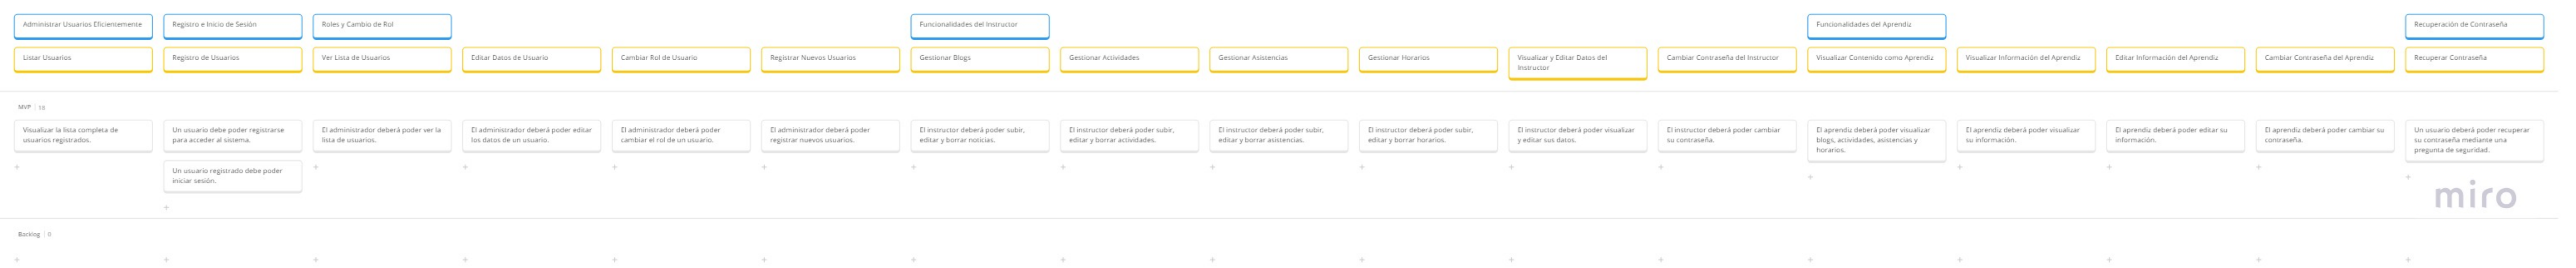 Administrar Usuarios Eficientemente
Registro e Inicio de Sesión
Roles y Cambio de Rol
Funcionalidades del Instructor
Funcionalidades del Aprendiz
Recuperación de Contraseña
Listar Usuarios
Registro de Usuarios
Ver Lista de Usuarios
Editar Datos de Usuario
Cambiar Rol de Usuario
Registrar Nuevos Usuarios
Gestionar Blogs
Gestionar Actividades
Gestionar Asistencias
Gestionar Horarios
Visualizar y Editar Datos del
Instructor
Cambiar Contraseña del Instructor
Visualizar Contenido como Aprendiz
Visualizar Información del Aprendiz
Editar Información del Aprendiz
Cambiar Contraseña del Aprendiz
Recuperar Contraseña
MVP | 18
Visualizar la lista completa de
usuarios registrados.
Un usuario debe poder registrarse
para acceder al sistema.
Un usuario registrado debe poder
iniciar sesión.
El administrador deberá poder ver la
lista de usuarios.
El administrador deberá poder editar
los datos de un usuario.
El administrador deberá poder
cambiar el rol de un usuario.
El administrador deberá poder
registrar nuevos usuarios.
El instructor deberá poder subir,
editar y borrar noticias.
El instructor deberá poder subir,
editar y borrar actividades.
El instructor deberá poder subir,
editar y borrar asistencias.
El instructor deberá poder subir,
editar y borrar horarios.
El instructor deberá poder visualizar
y editar sus datos.
El instructor deberá poder cambiar
su contraseña.
El aprendiz deberá poder visualizar
blogs, actividades, asistencias y
horarios.
El aprendiz deberá poder visualizar
su información.
El aprendiz deberá poder editar su
información.
El aprendiz deberá poder cambiar su
contraseña.
Un usuario deberá poder recuperar
su contraseña mediante una
pregunta de seguridad.
miro
Backlog | 0